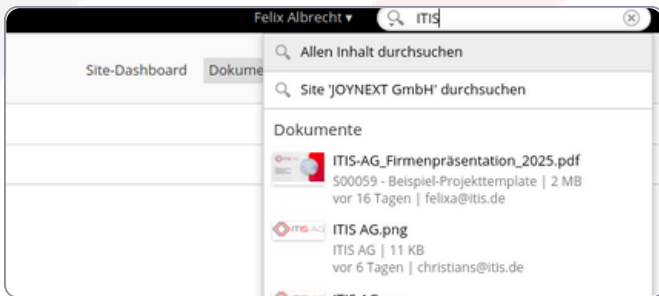 Felix Albrecht ▾
ITIS
Allen Inhalt durchsuchen
Site-Dashboard
Dokume
Site 'JOYNEXT GmbH' durchsuchen
Dokumente
ITIS-AG_Firmenpräsentation_2025.pdf
S00059 - Beispiel-Projekttemplate | 2 MB
vor 16 Tagen | felixa@itis.de
ITIS AG
ITIS AG.png
ITIS AG | 11 KB
vor 6 Tagen | christians@itis.de